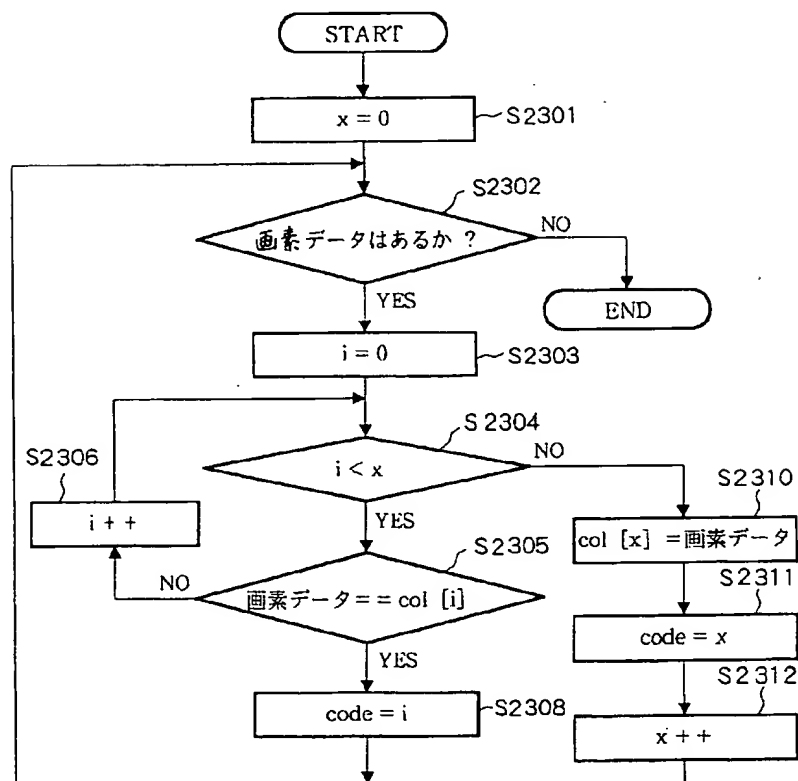 START
x = 0
S2301
S2302
画素データはあるか ?
NO
YES
END
i = 0
S2303
S2304
S2306
i < x
NO
S2310
i + +
YES
col [x] =画素データ
S2305
NO
S2311
画素データ= = col [i]
code = x
YES
S2312
code = i
S2308
x + +